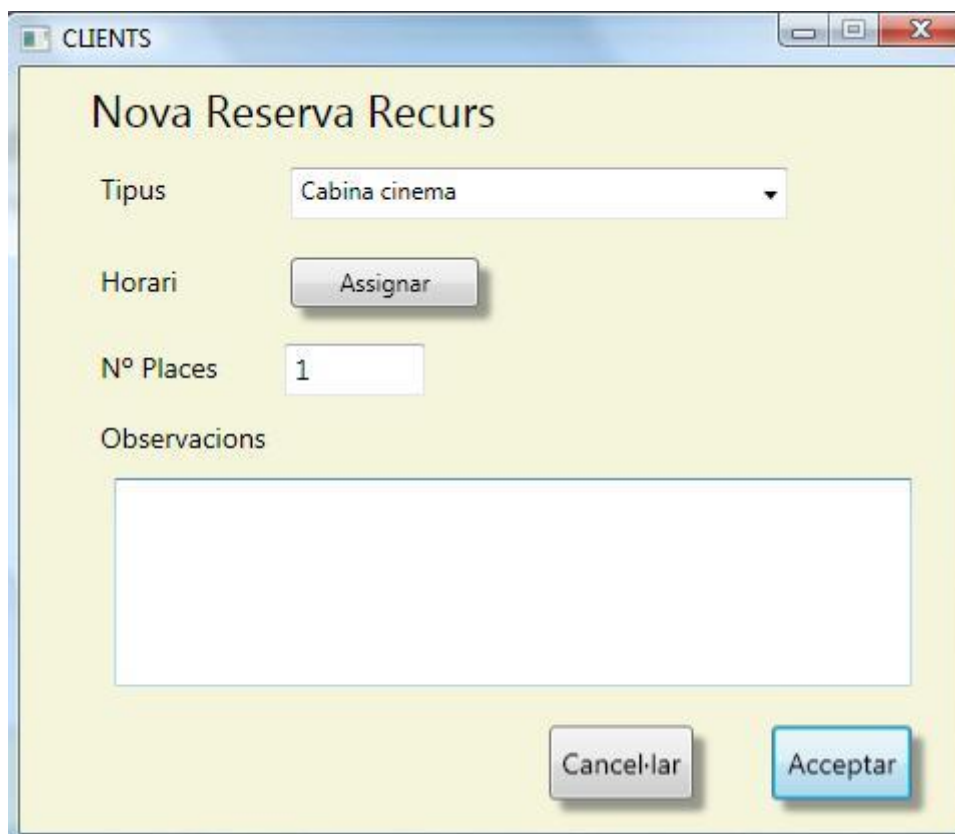 CLIENTS
Nova Reserva Recurs
Tipus Cabina cinema
Horari Assignar
Nº Places 1
Observacions
Cancel·lar Acceptar